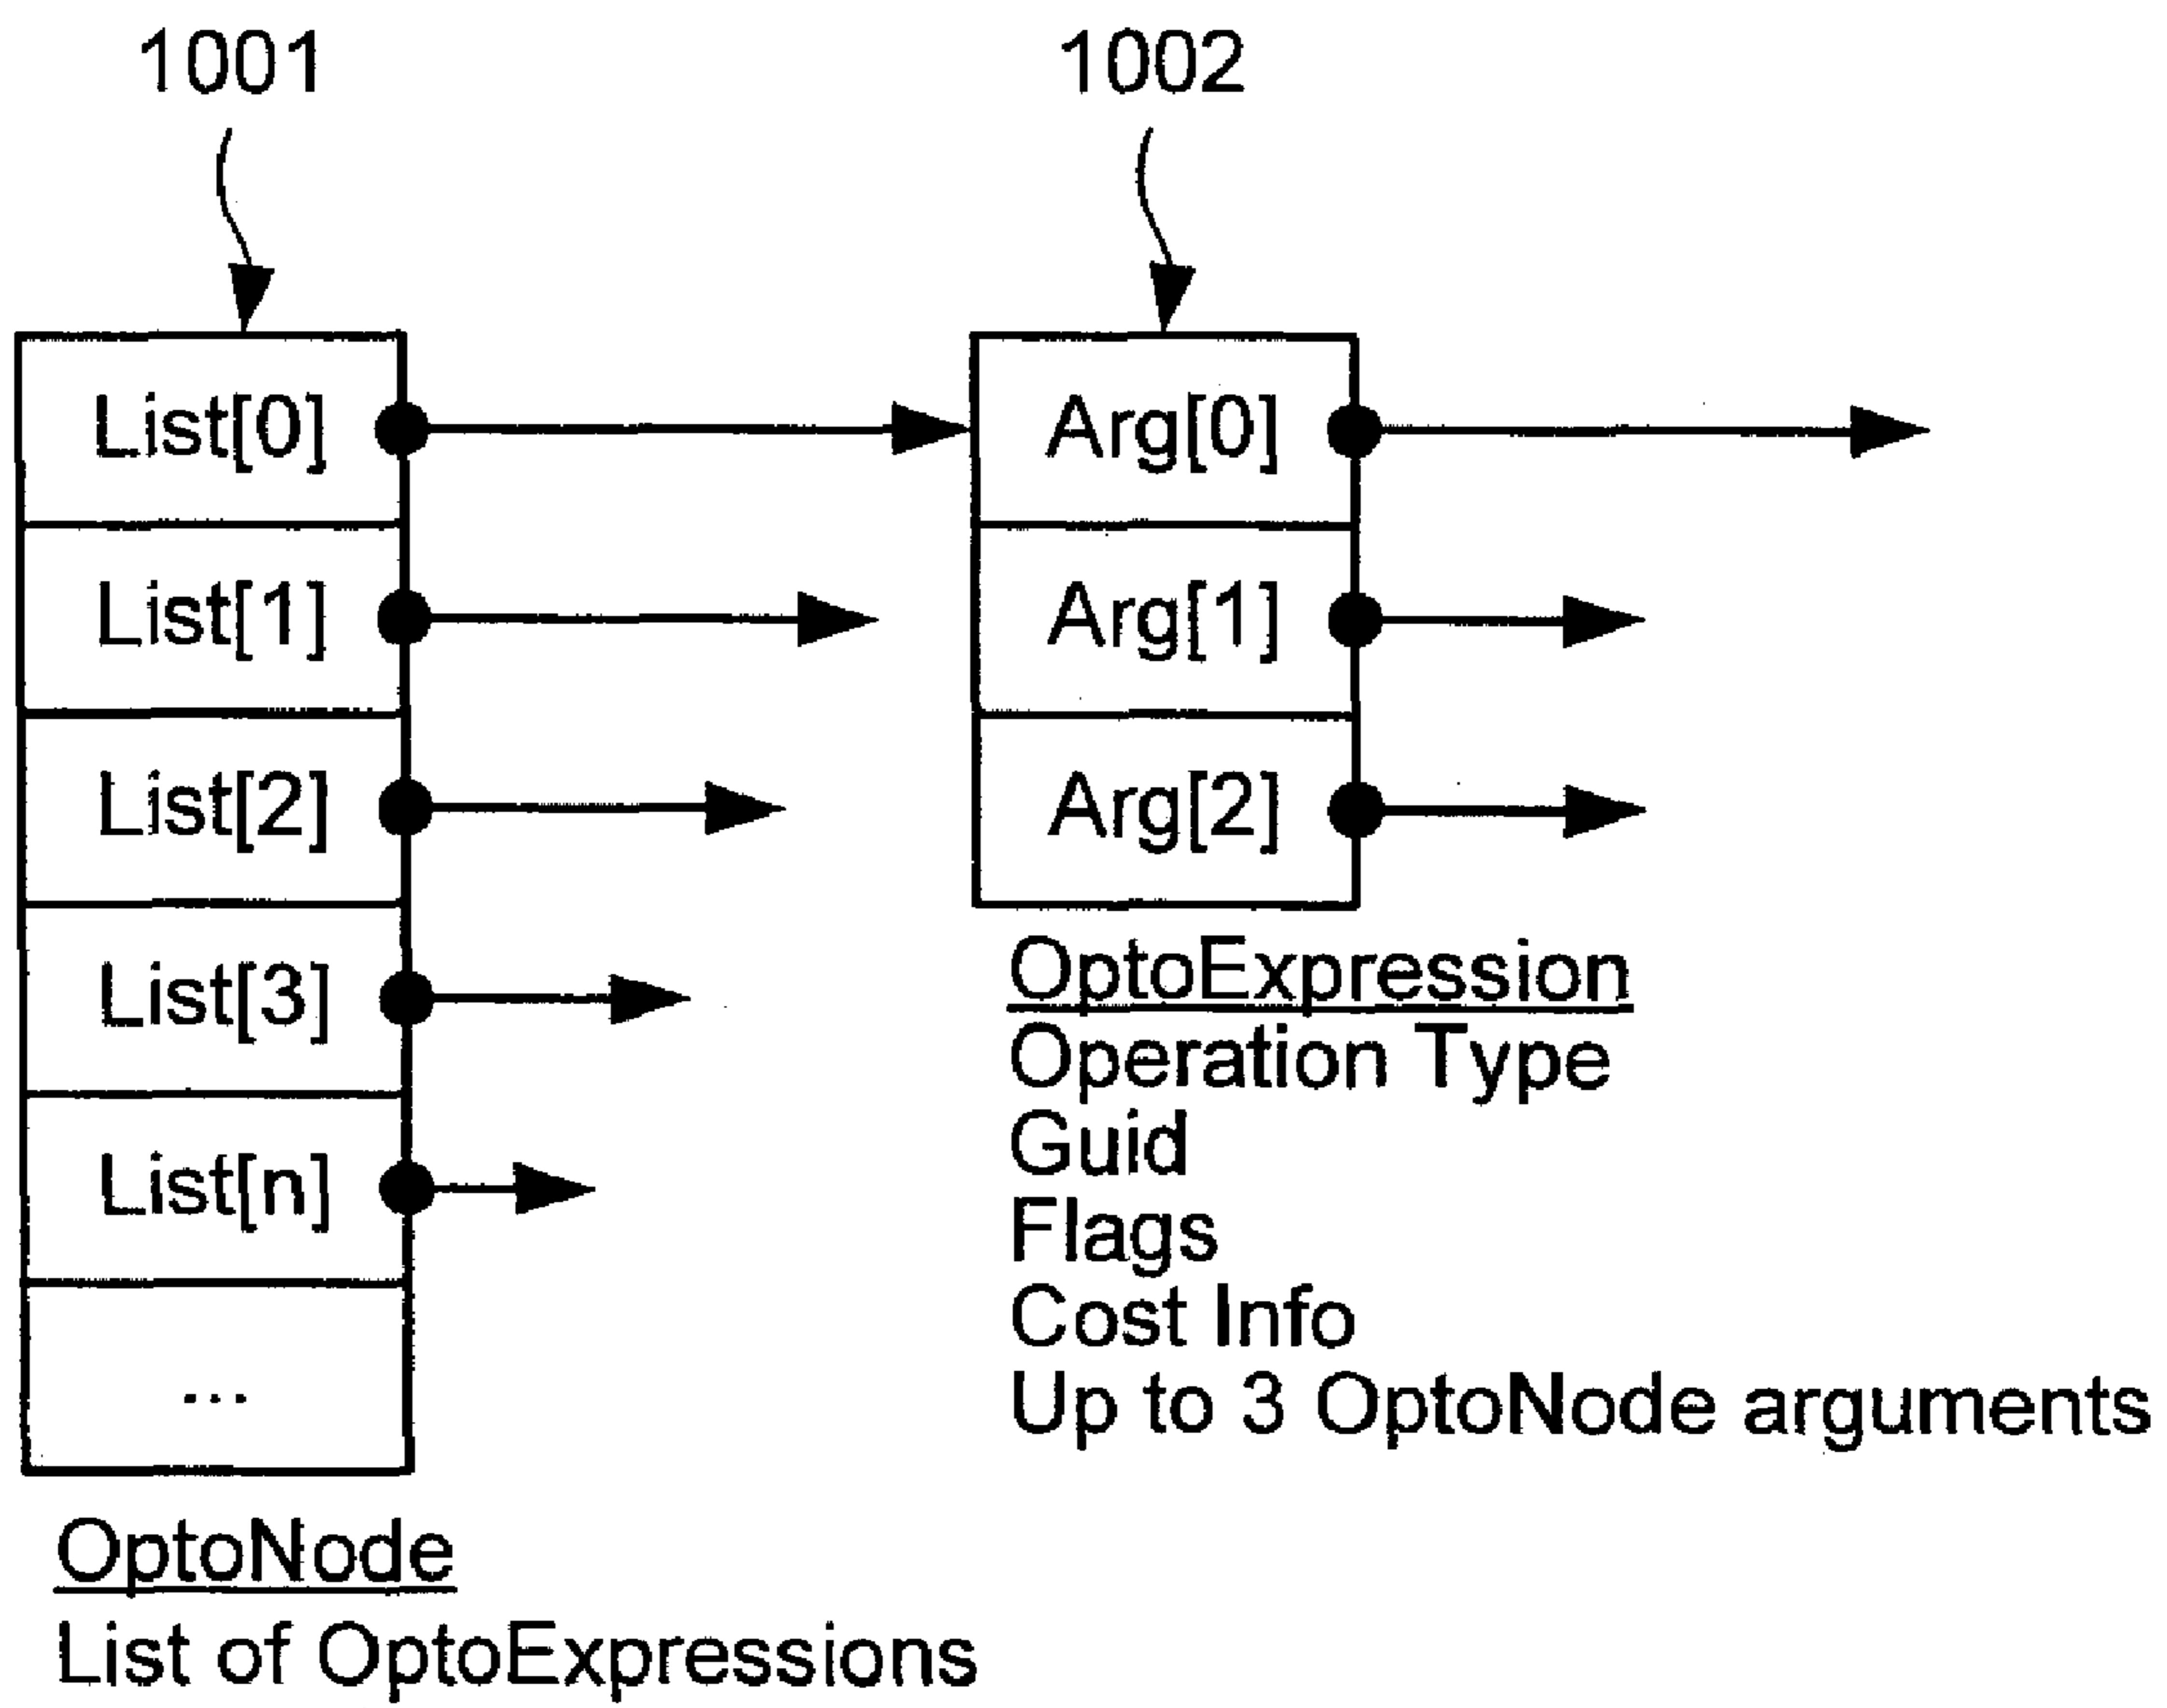 1001
1002
List[0]
List[1]
List[2]
List[3]
List[n]
...
OptoNode
List of OptoExpressions
Arg[0]
Arg[1]
Arg[2]
OptoExpression
Operation Type
Guid
Flags
Cost Info
Up to 3 OptoNode arguments